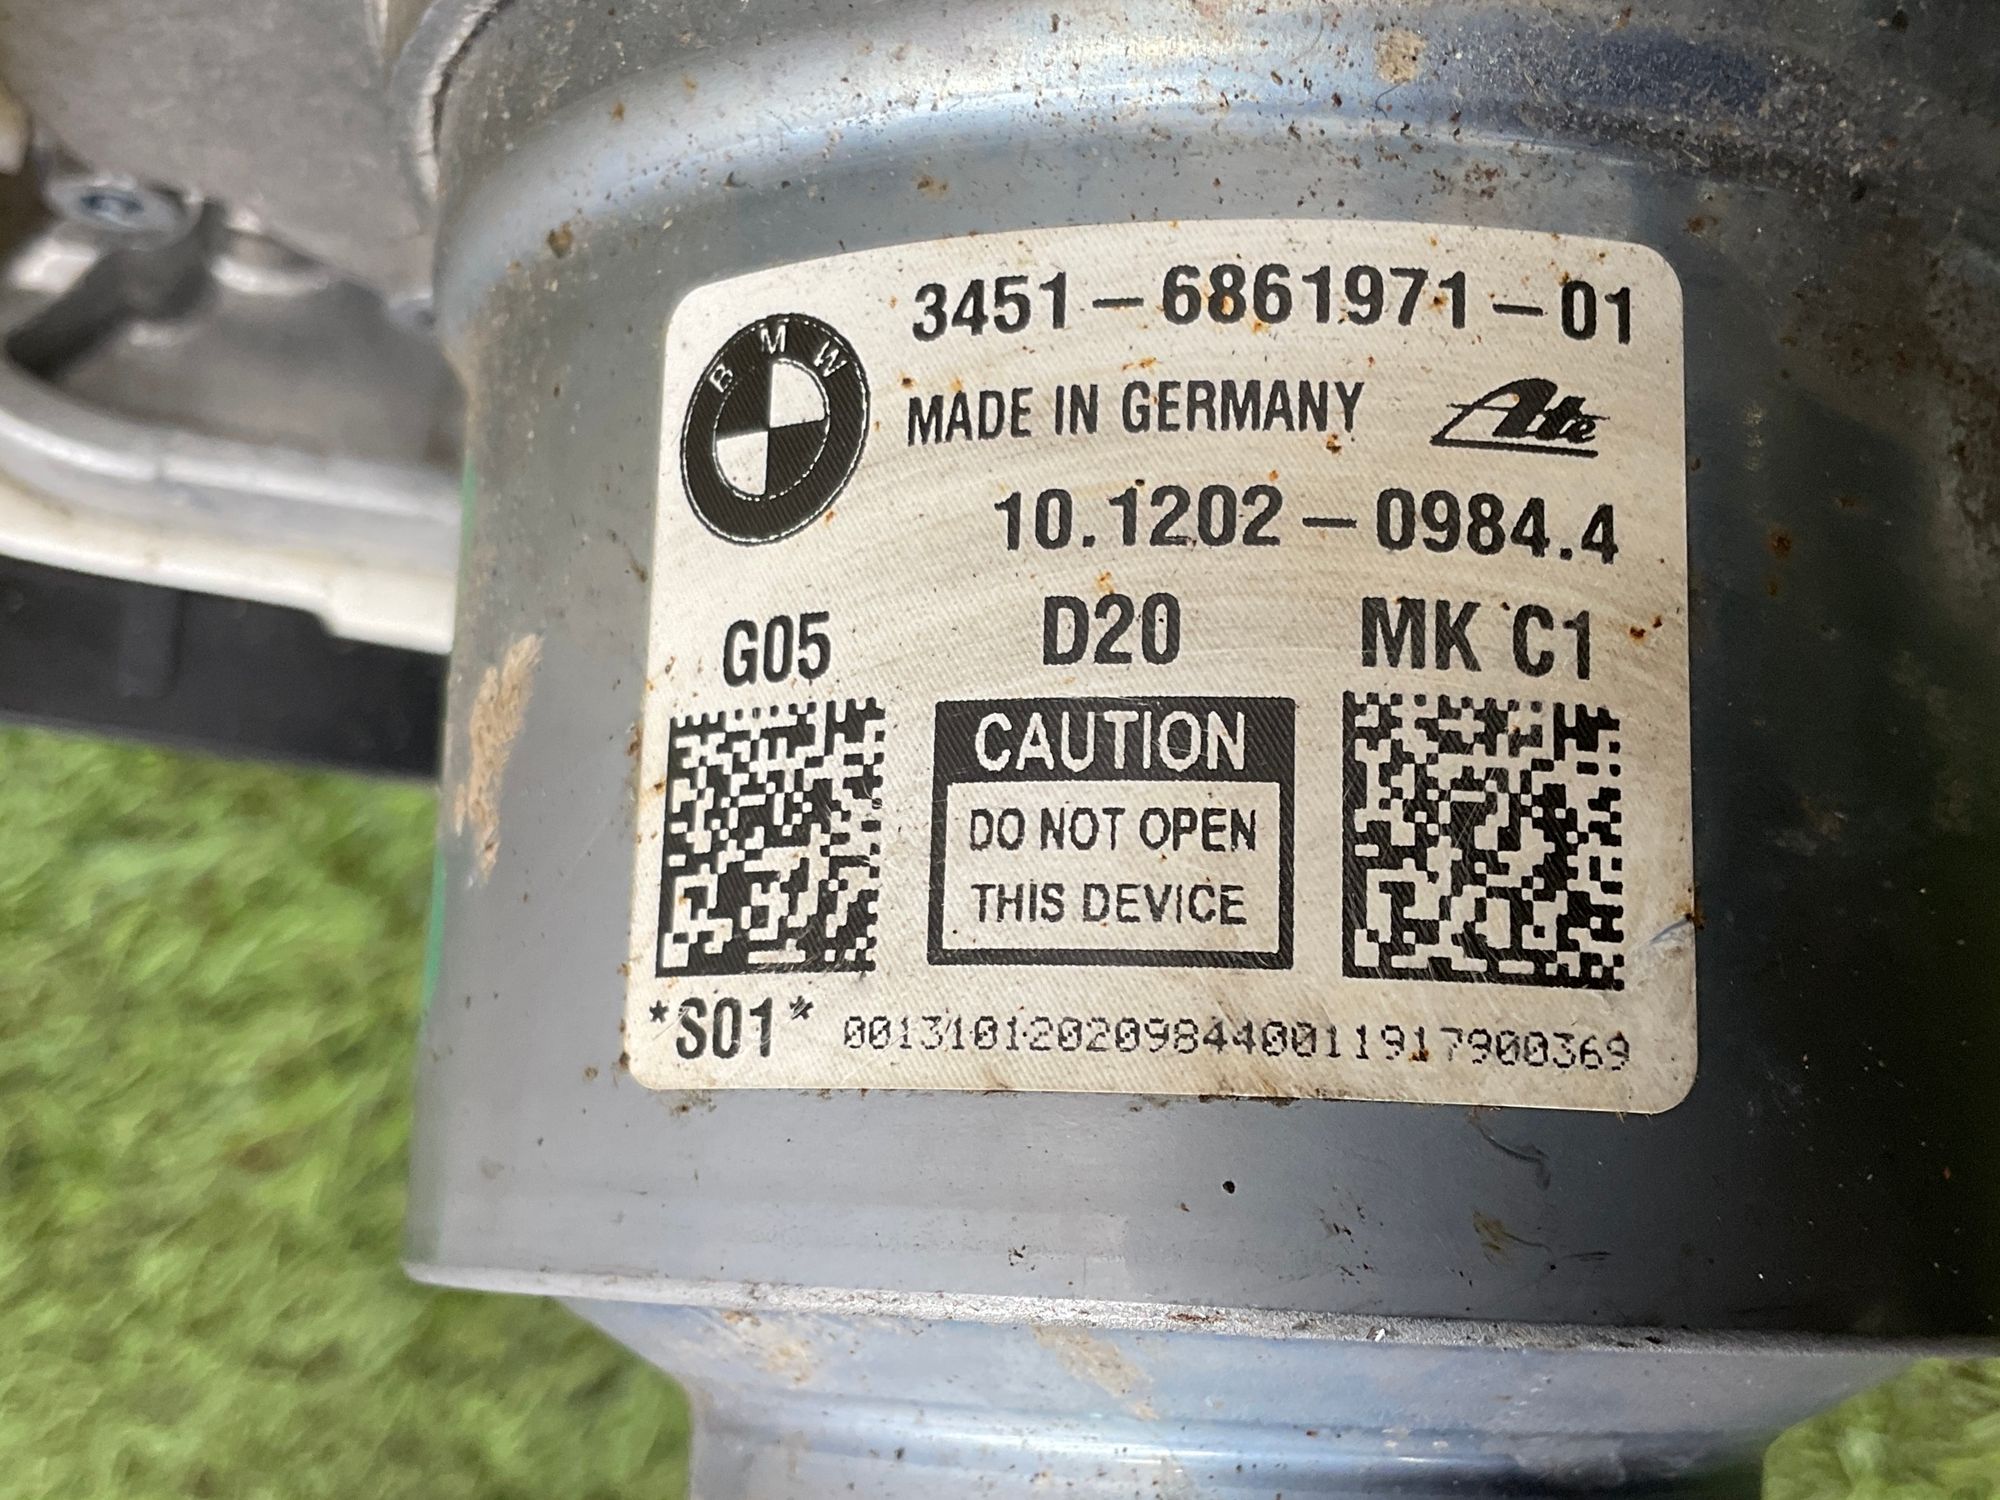 3451-6861971-01
BMW
MADE IN GERMANY
Ate
10.1202-0984.4
G05 D20 MK C1
CAUTION
DO NOT OPEN
THIS DEVICE
*S01* 0013101202098440011917900369